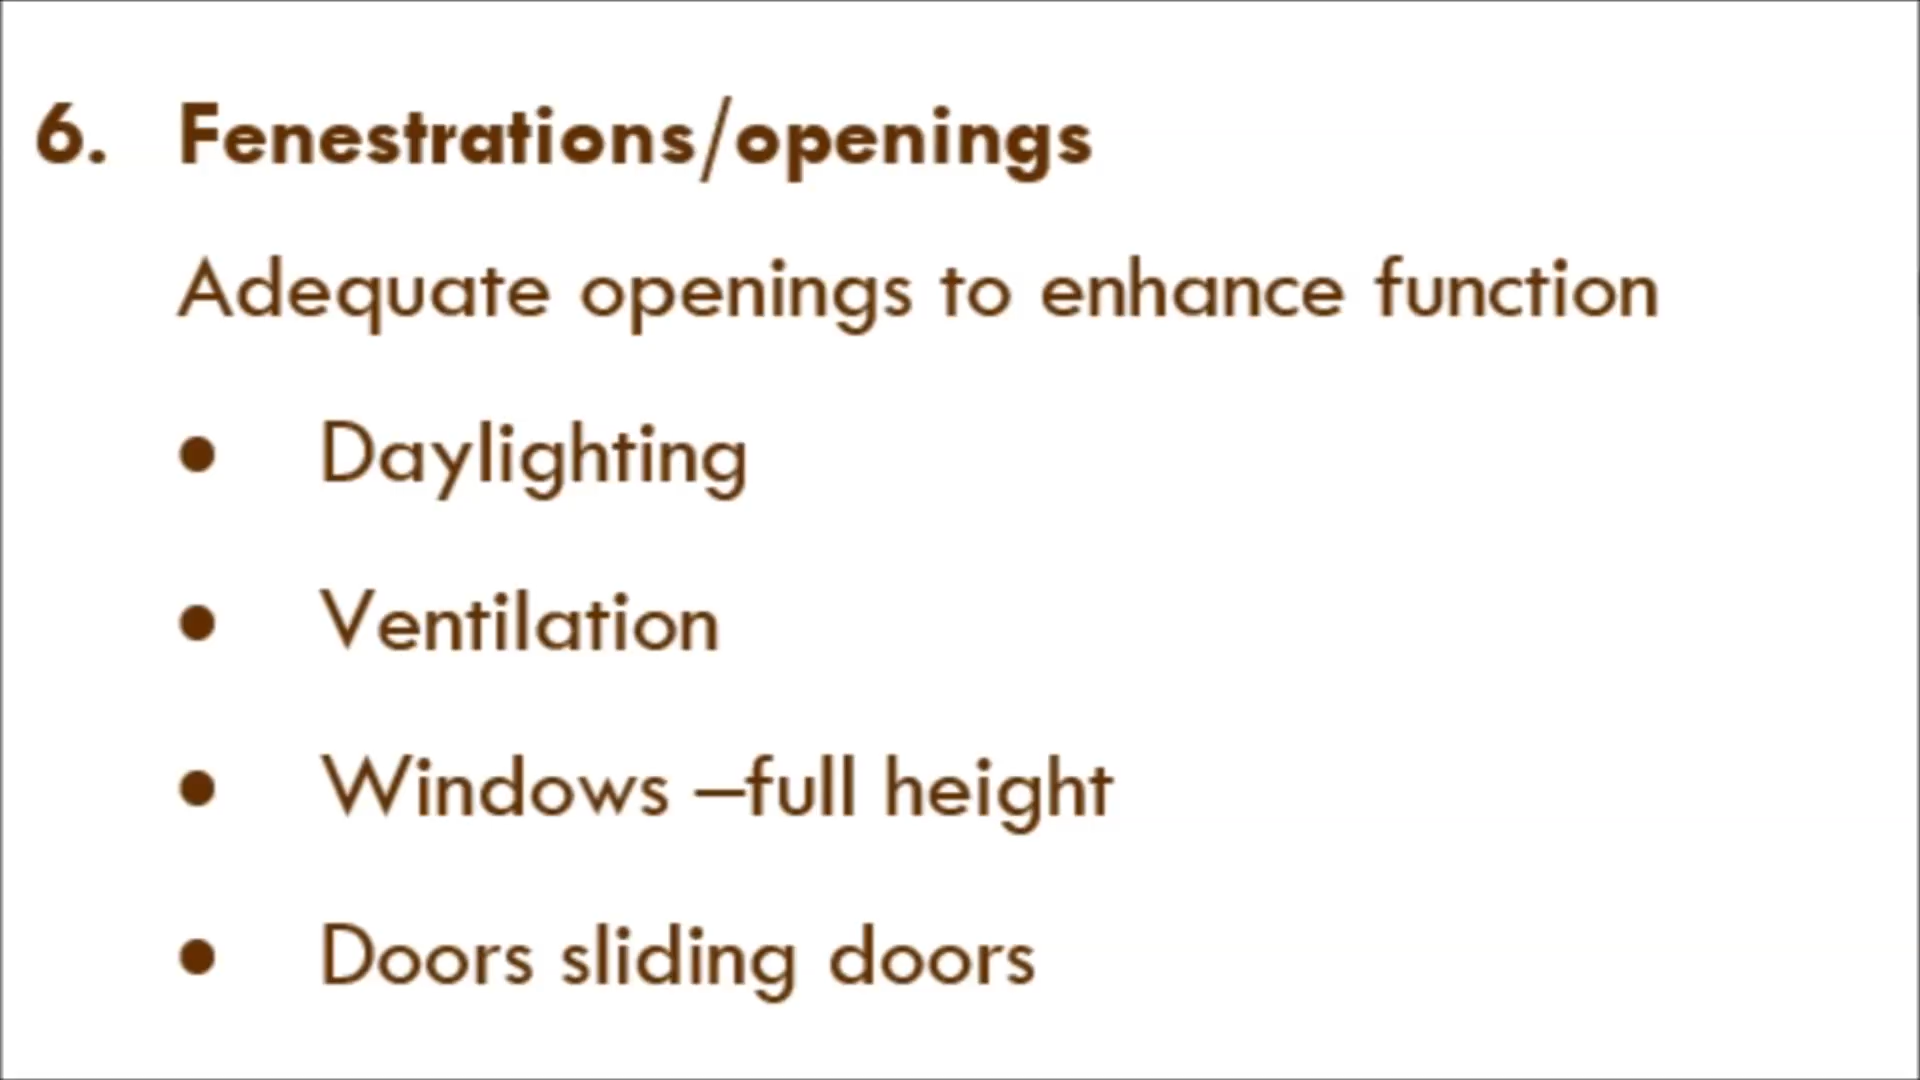 6. Fenestrations/openings
Adequate openings to enhance function
● Daylighting
● Ventilation
● Windows –full height
● Doors sliding doors